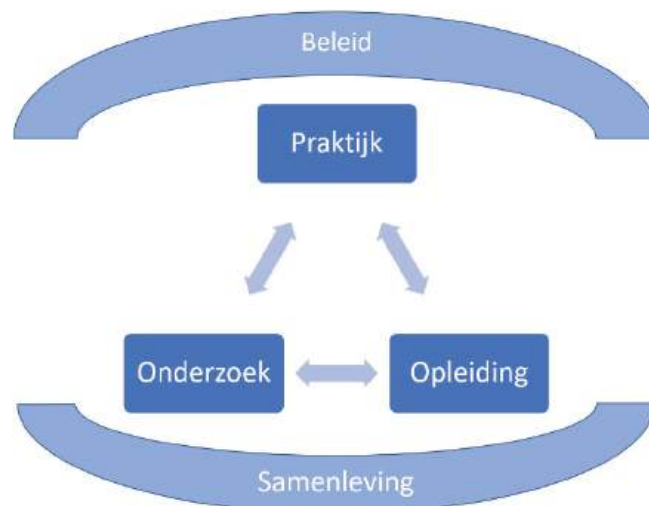 Beleid
Praktijk
Onderzoek
Opleiding
Samenleving